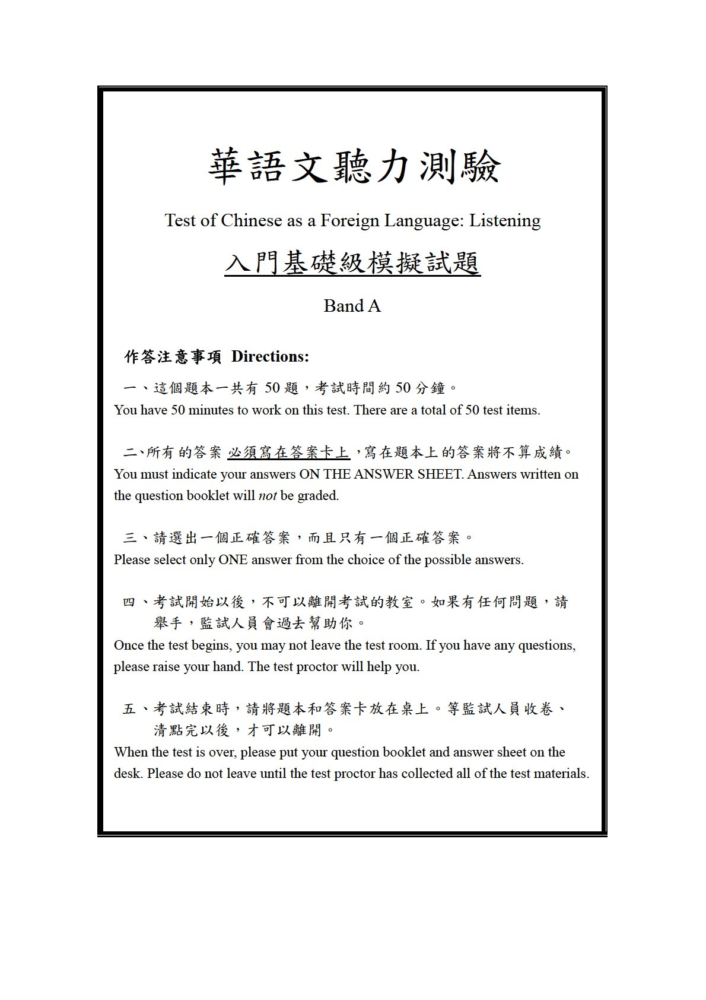 華語文聽力測驗
Test of Chinese as a Foreign Language: Listening
入門基礎級模擬試題
Band A
作答注意事項 Directions:
一、這個題本一共有 50 題，考試時間約 50 分鐘。
You have 50 minutes to work on this test. There are a total of 50 test items.
二、所有的答案必須寫在答案卡上，寫在題本上的答案將不算成績。
You must indicate your answers ON THE ANSWER SHEET. Answers written on
the question booklet will not be graded.
三、請選出一個正確答案，而且只有一個正確答案。
Please select only ONE answer from the choice of the possible answers.
四、考試開始以後，不可以離開考試的教室。如果有任何問題，請
舉手，監試人員會過去幫助你。
Once the test begins, you may not leave the test room. If you have any questions,
please raise your hand. The test proctor will help you.
五、考試結束時，請將題本和答案卡放在桌上。等監試人員收卷、
清點完以後，才可以離開。
When the test is over, please put your question booklet and answer sheet on the
desk. Please do not leave until the test proctor has collected all of the test materials.